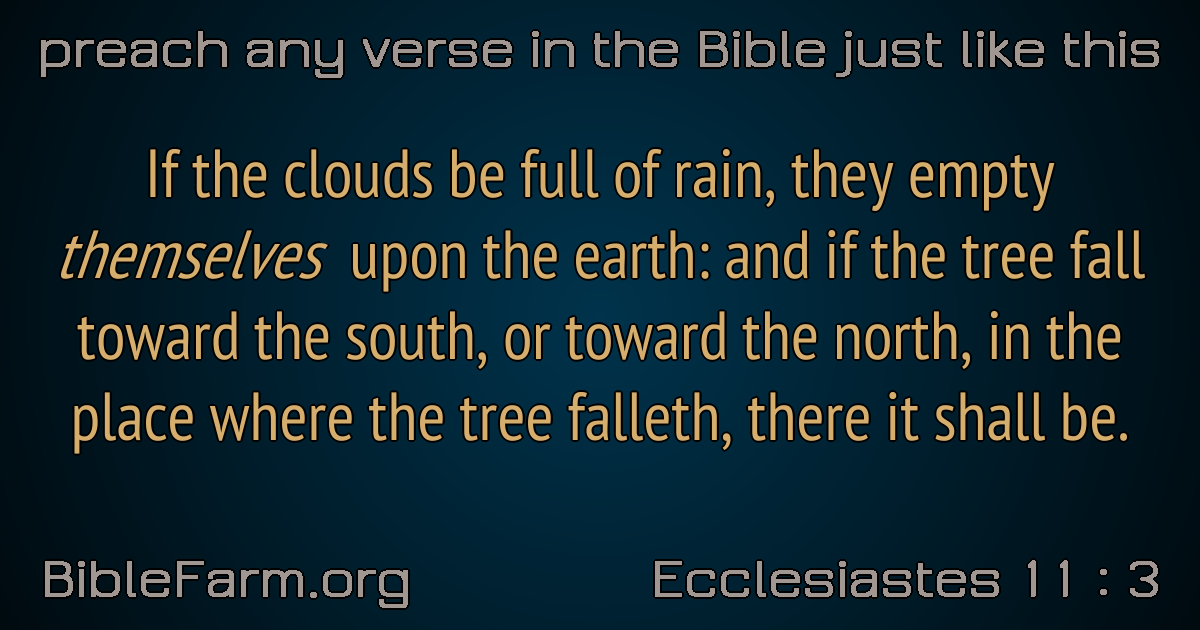 preach any verse in the Bible just like this
If the clouds be full of rain, they empty
themselves upon the earth: and if the tree fall
toward the south, or toward the north, in the
place where the tree falleth, there it shall be.
BibleFarm.org
Ecclesiastes 11 : 3